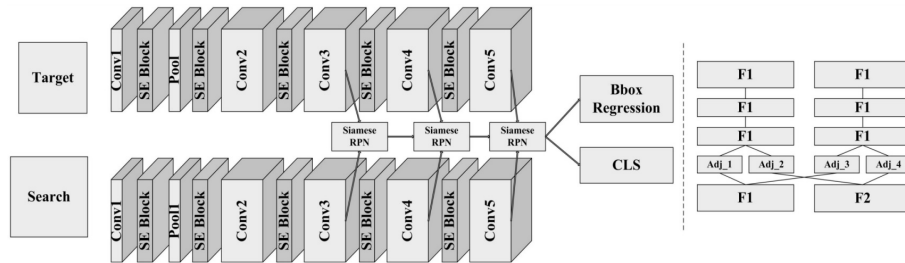 Target
Conv1
SE Block
Pool
SE Block
Conv2
SE Block
Conv3
SE Block
Conv4
SE Block
Conv5
Siamese
RPN
Siamese
RPN
Siamese
RPN
Bbox
Regression
CLS
Search
Conv1
SE Block
Pool1
SE Block
Conv2
SE Block
Conv3
SE Block
Conv4
SE Block
Conv5
F1
F1
F1
F1
F1
F1
Adj_1
Adj_2
Adj_3
Adj_4
F1
F2